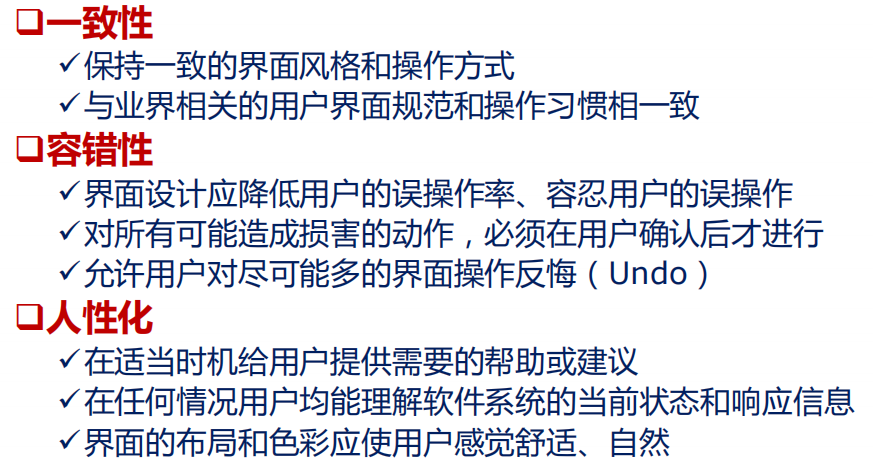 ❑一致性
✓保持一致的界面风格和操作方式
✓与业界相关的用户界面规范和操作习惯相一致
❑容错性
✓界面设计应降低用户的误操作率、容忍用户的误操作
✓对所有可能造成损害的动作，必须在用户确认后才进行
✓允许用户对尽可能多的界面操作反悔（Undo）
❑人性化
✓在适当时机给用户提供需要的帮助或建议
✓在任何情况用户均能理解软件系统的当前状态和响应信息
✓界面的布局和色彩应使用户感觉舒适、自然